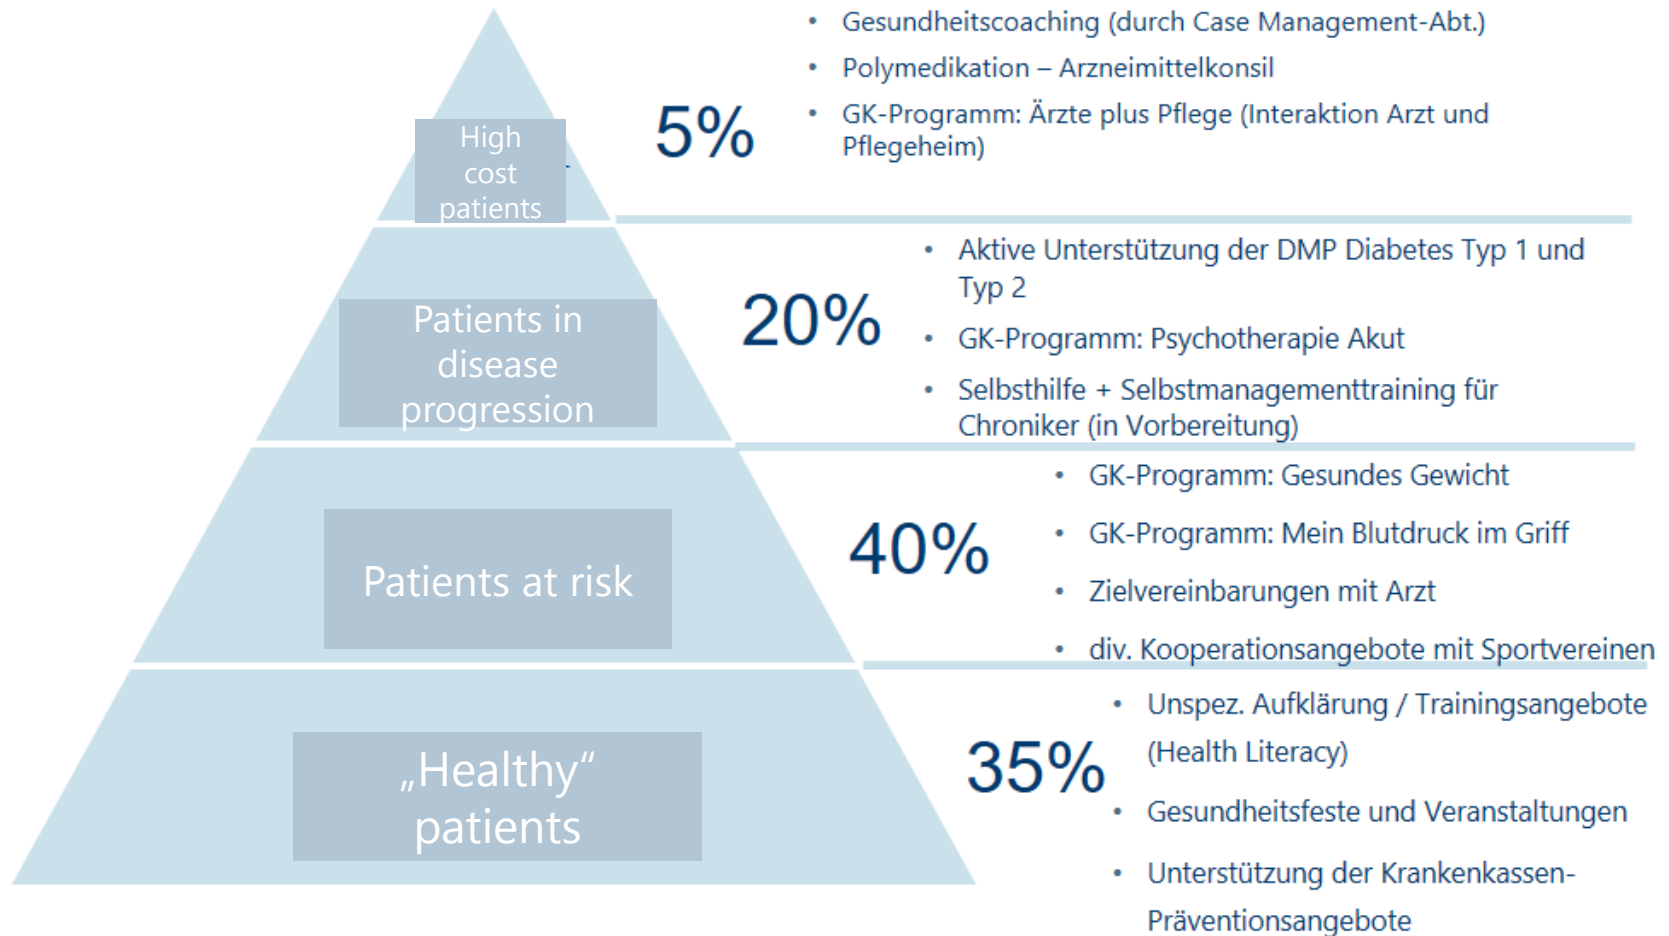 • Gesundheitscoaching (durch Case Management-Abt.)
• Polymedikation – Arzneimittelkonsil
• GK-Programm: Ärzte plus Pflege (Interaktion Arzt und
Pflegeheim)
5%
High
cost
patients
• Aktive Unterstützung der DMP Diabetes Typ 1 und
Typ 2
• GK-Programm: Psychotherapie Akut
• Selbsthilfe + Selbstmanagementtraining für
Chroniker (in Vorbereitung)
20%
Patients in
disease
progression
• GK-Programm: Gesundes Gewicht
• GK-Programm: Mein Blutdruck im Griff
• Zielvereinbarungen mit Arzt
• div. Kooperationsangebote mit Sportvereinen
40%
Patients at risk
• Unspez. Aufklärung / Trainingsangebote
(Health Literacy)
• Gesundheitsfeste und Veranstaltungen
• Unterstützung der Krankenkassen-
Präventionsangebote
35%
„Healthy“
patients